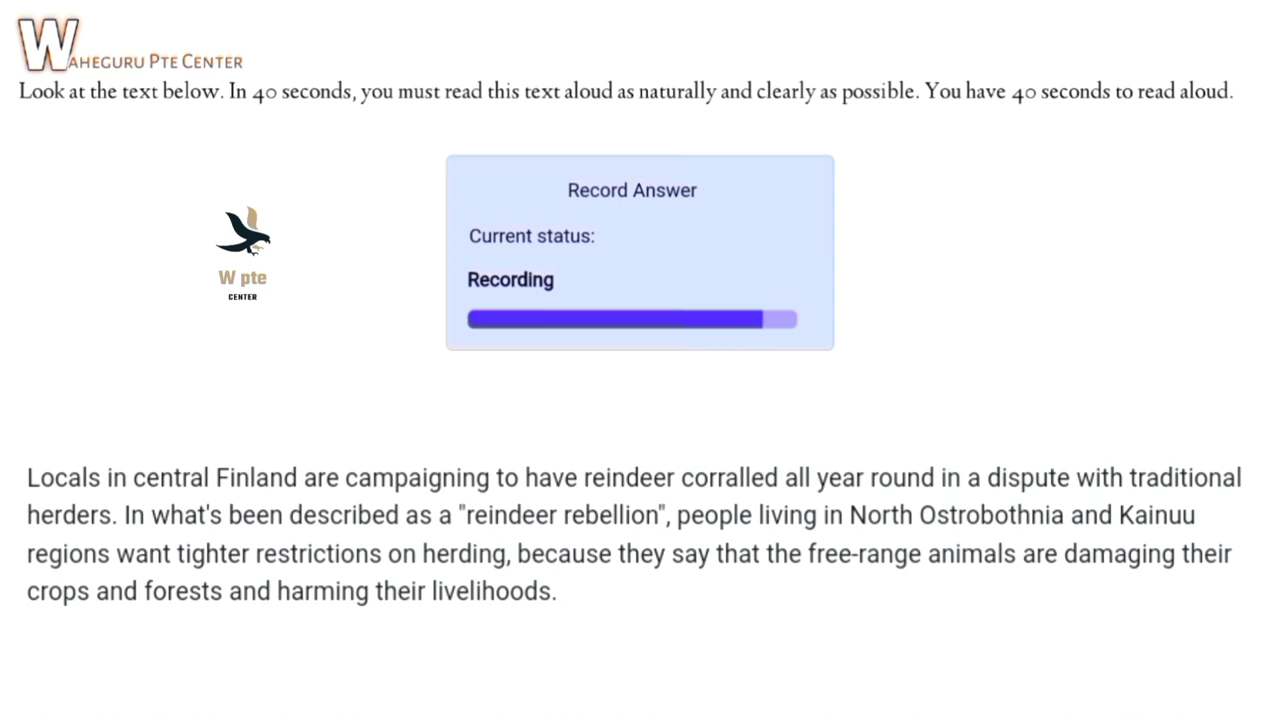 WAHEGURU PTE CENTER
Look at the text below. In 40 seconds, you must read this text aloud as naturally and clearly as possible. You have 40 seconds to read aloud.
Record Answer
Current status:
Recording
W pte
CENTER
Locals in central Finland are campaigning to have reindeer corralled all year round in a dispute with traditional
herders. In what's been described as a "reindeer rebellion", people living in North Ostrobothnia and Kainuu
regions want tighter restrictions on herding, because they say that the free-range animals are damaging their
crops and forests and harming their livelihoods.